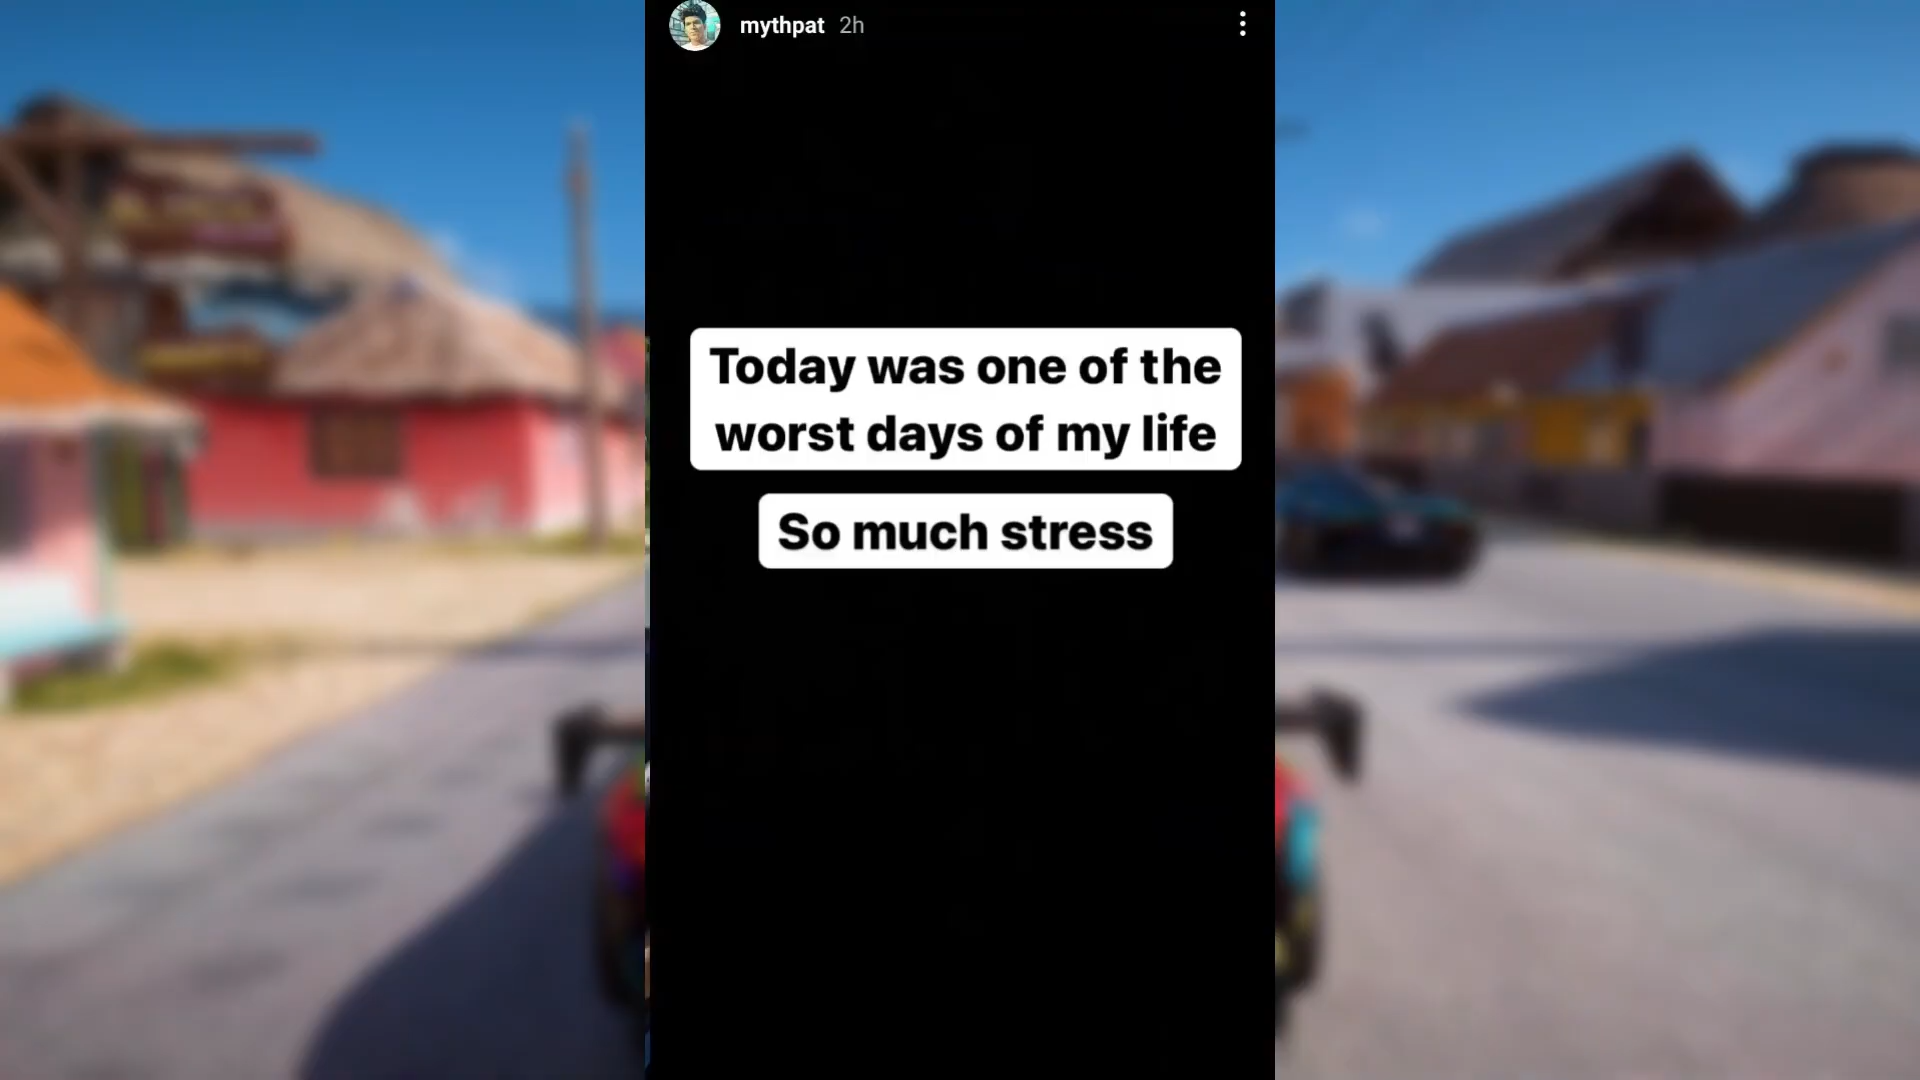 mythpat 2h
Today was one of the
worst days of my life
So much stress